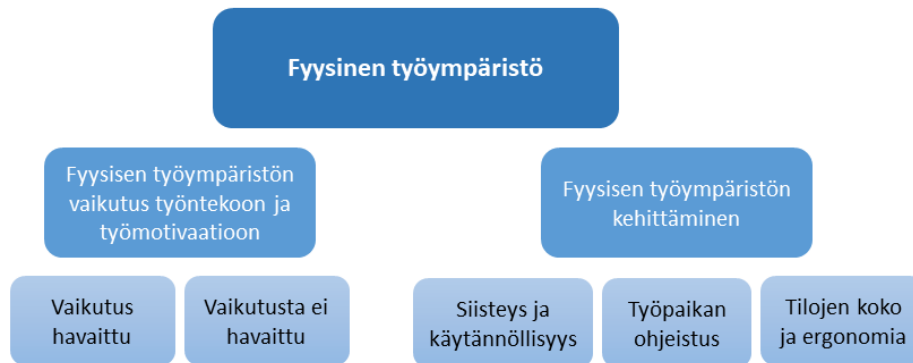 Fyysinen työympäristö
Fyysisen työympäristön
vaikutus työntekoon ja
työmotivaatioon
Fyysisen työympäristön
kehittäminen
Vaikutus
havaittu
Vaikutusta ei
havaittu
Siisteys ja
käytännöllisyys
Työpaikan
ohjeistus
Tilojen koko
ja ergonomia